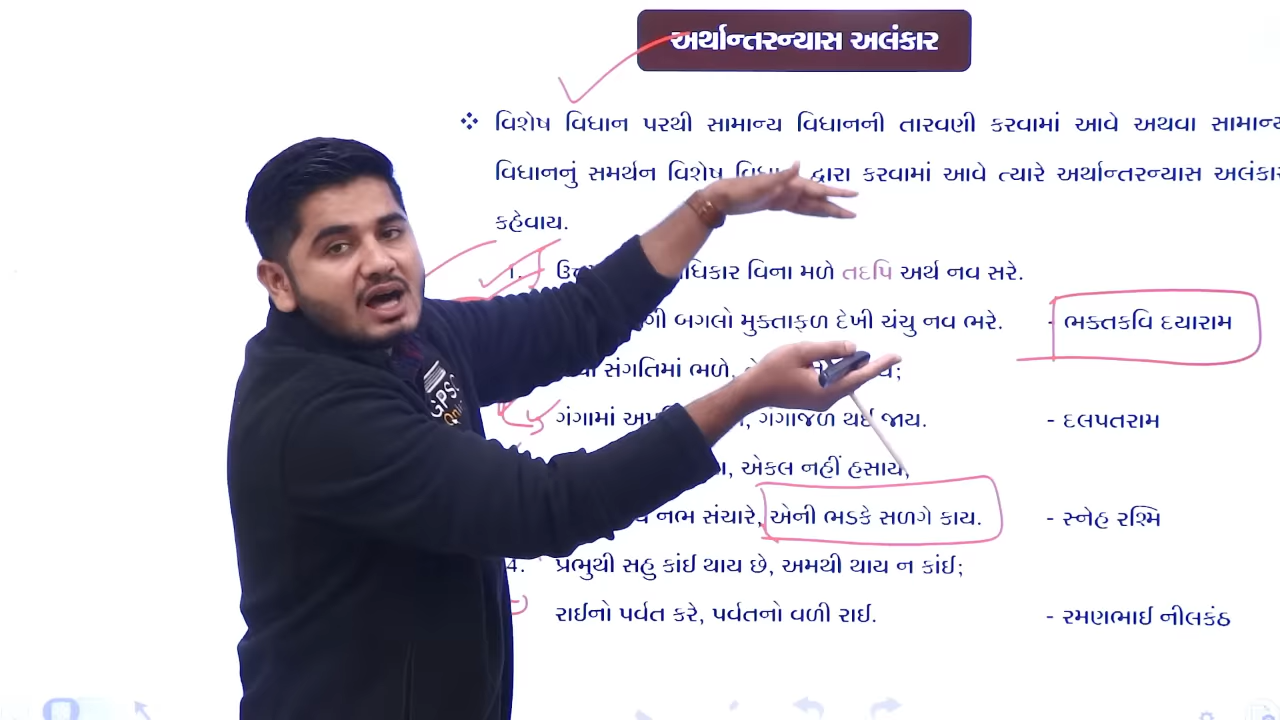 અર્થાન્તરન્યાસ અલંકાર
❖ વિશેષ વિધાન પરથી સામાન્ય વિધાનની તારવણી કરવામાં આવે અથવા સામાન્ય
વિધાનનું સમર્થન વિશેષ દ્વારા કરવામાં આવે ત્યારે અર્થાન્તરન્યાસ અલંકાર
કહેવાય.
1. વિના મળે તદપિ અર્થ નવ સરે.
બગલો મુક્તાફળ દેખી ચંચુ નવ ભરે. - ભક્તકવિ દયારામ
સંગતિમાં ભળે,
ગંગામાં ગંગાજળ થઈ જાય. - દલપતરામ
એકલ નહીં હસાય,
નભ સંચારે, એની ભડકે સળગે કાય. - સ્નેહ રશ્મિ
4. પ્રભુથી સહુ કાંઈ થાય છે, અમથી થાય ન કાંઈ;
રાઈનો પર્વત કરે, પર્વતનો વળી રાઈ. - રમણભાઈ નીલકંઠ
GPSC